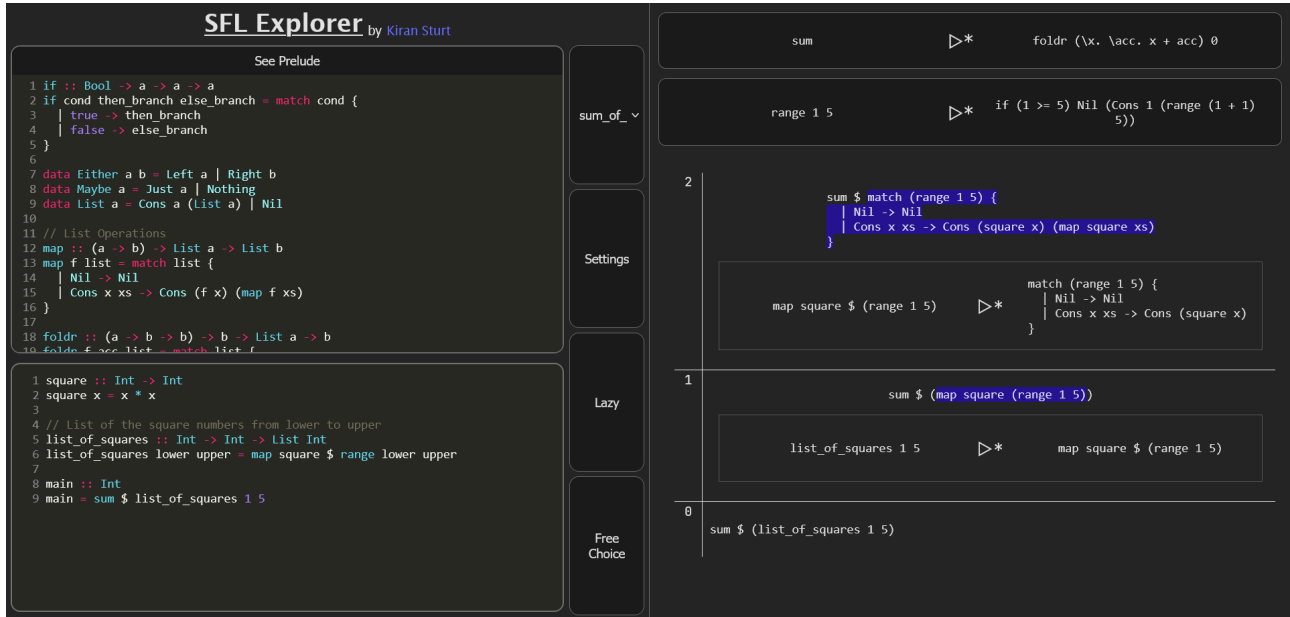 SFL Explorer by Kiran Sturt
See Prelude
1 if :: Bool -> a -> a -> a
2 if cond then_branch else_branch = match cond {
3   | true -> then_branch
4   | false -> else_branch
5 }
6
7 data Either a b = Left a | Right b
8 data Maybe a = Just a | Nothing
9 data List a = Cons a (List a) | Nil
10
11 // List Operations
12 map :: (a -> b) -> List a -> List b
13 map f list = match list {
14   | Nil -> Nil
15   | Cons x xs -> Cons (f x) (map f xs)
16 }
17
18 foldr :: (a -> b -> b) -> b -> List a -> b
19 foldr f acc list = match list {
1 square :: Int -> Int
2 square x = x * x
3
4 // List of the square numbers from lower to upper
5 list_of_squares :: Int -> Int -> List Int
6 list_of_squares lower upper = map square $ range lower upper
7
8 main :: Int
9 main = sum $ list_of_squares 1 5
sum_of_
Settings
Lazy
Free
Choice
sum ▷* foldr (\x. \acc. x + acc) 0
range 1 5 ▷* if (1 >= 5) Nil (Cons 1 (range (1 + 1)
5))
2
sum $ match (range 1 5) {
| Nil -> Nil
| Cons x xs -> Cons (square x) (map square xs)
}
map square $ (range 1 5) ▷* match (range 1 5) {
| Nil -> Nil
| Cons x xs -> Cons (square x)
}
1
sum $ (map square (range 1 5))
list_of_squares 1 5 ▷* map square $ (range 1 5)
0
sum $ (list_of_squares 1 5)